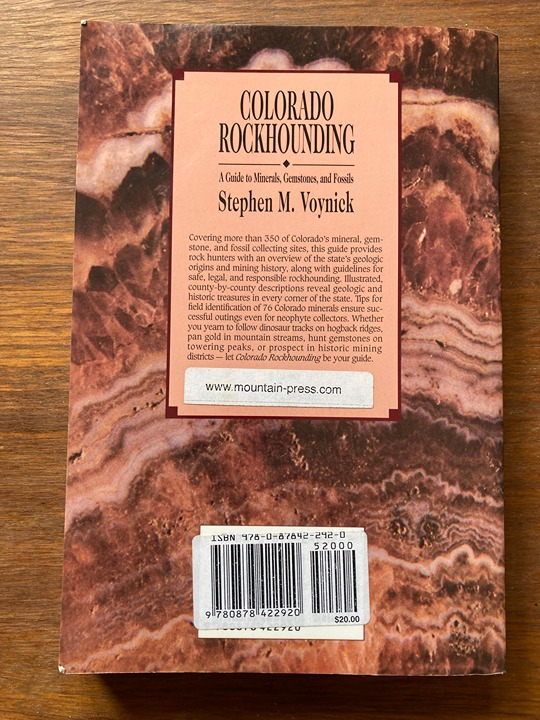 COLORADO
ROCKHOUNDING
A Guide to Minerals, Gemstones, and Fossils
Stephen M. Voynick
Covering more than 350 of Colorado's mineral, gem-
stone, and fossil collecting sites, this guide provides
rock hunters with an overview of the state's geologic
origins and mining history, along with guidelines for
safe, legal, and responsible rockhounding. Illustrated,
county-by-county descriptions reveal geologic and
historic treasures in every corner of the state. Tips for
field identification of 76 Colorado minerals ensure suc-
cessful outings even for neophyte collectors. Whether
you yearn to follow dinosaur tracks on hogback ridges,
pan gold in mountain streams, hunt gemstones on
towering peaks, or prospect in historic mining
districts — let Colorado Rockhounding be your guide.
www.mountain-press.com
ISBN 978-0-87842-292-0
52000
9 780878 422920
$20.00